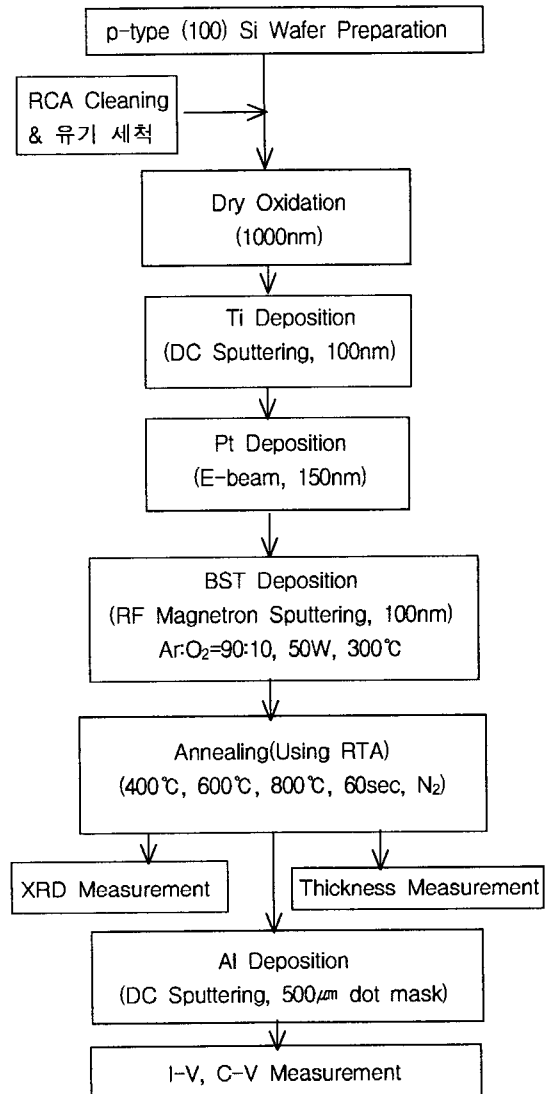 p-type (100) Si Wafer Preparation
RCA Cleaning
& 유기 세척
Dry Oxidation
(1000nm)
Ti Deposition
(DC Sputtering, 100nm)
Pt Deposition
(E-beam, 150nm)
BST Deposition
(RF Magnetron Sputtering, 100nm)
Ar:O₂=90:10, 50W, 300℃
Annealing(Using RTA)
(400℃, 600℃, 800℃, 60sec, N₂)
XRD Measurement
Thickness Measurement
Al Deposition
(DC Sputtering, 500㎛ dot mask)
I-V, C-V Measurement